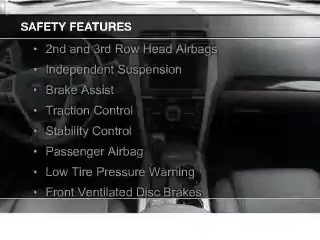 SAFETY FEATURES
• 2nd and 3rd Row Head Airbags
• Independent Suspension
• Brake Assist
• Traction Control
• Stability Control
• Passenger Airbag
• Low Tire Pressure Warning
• Front Ventilated Disc Brakes